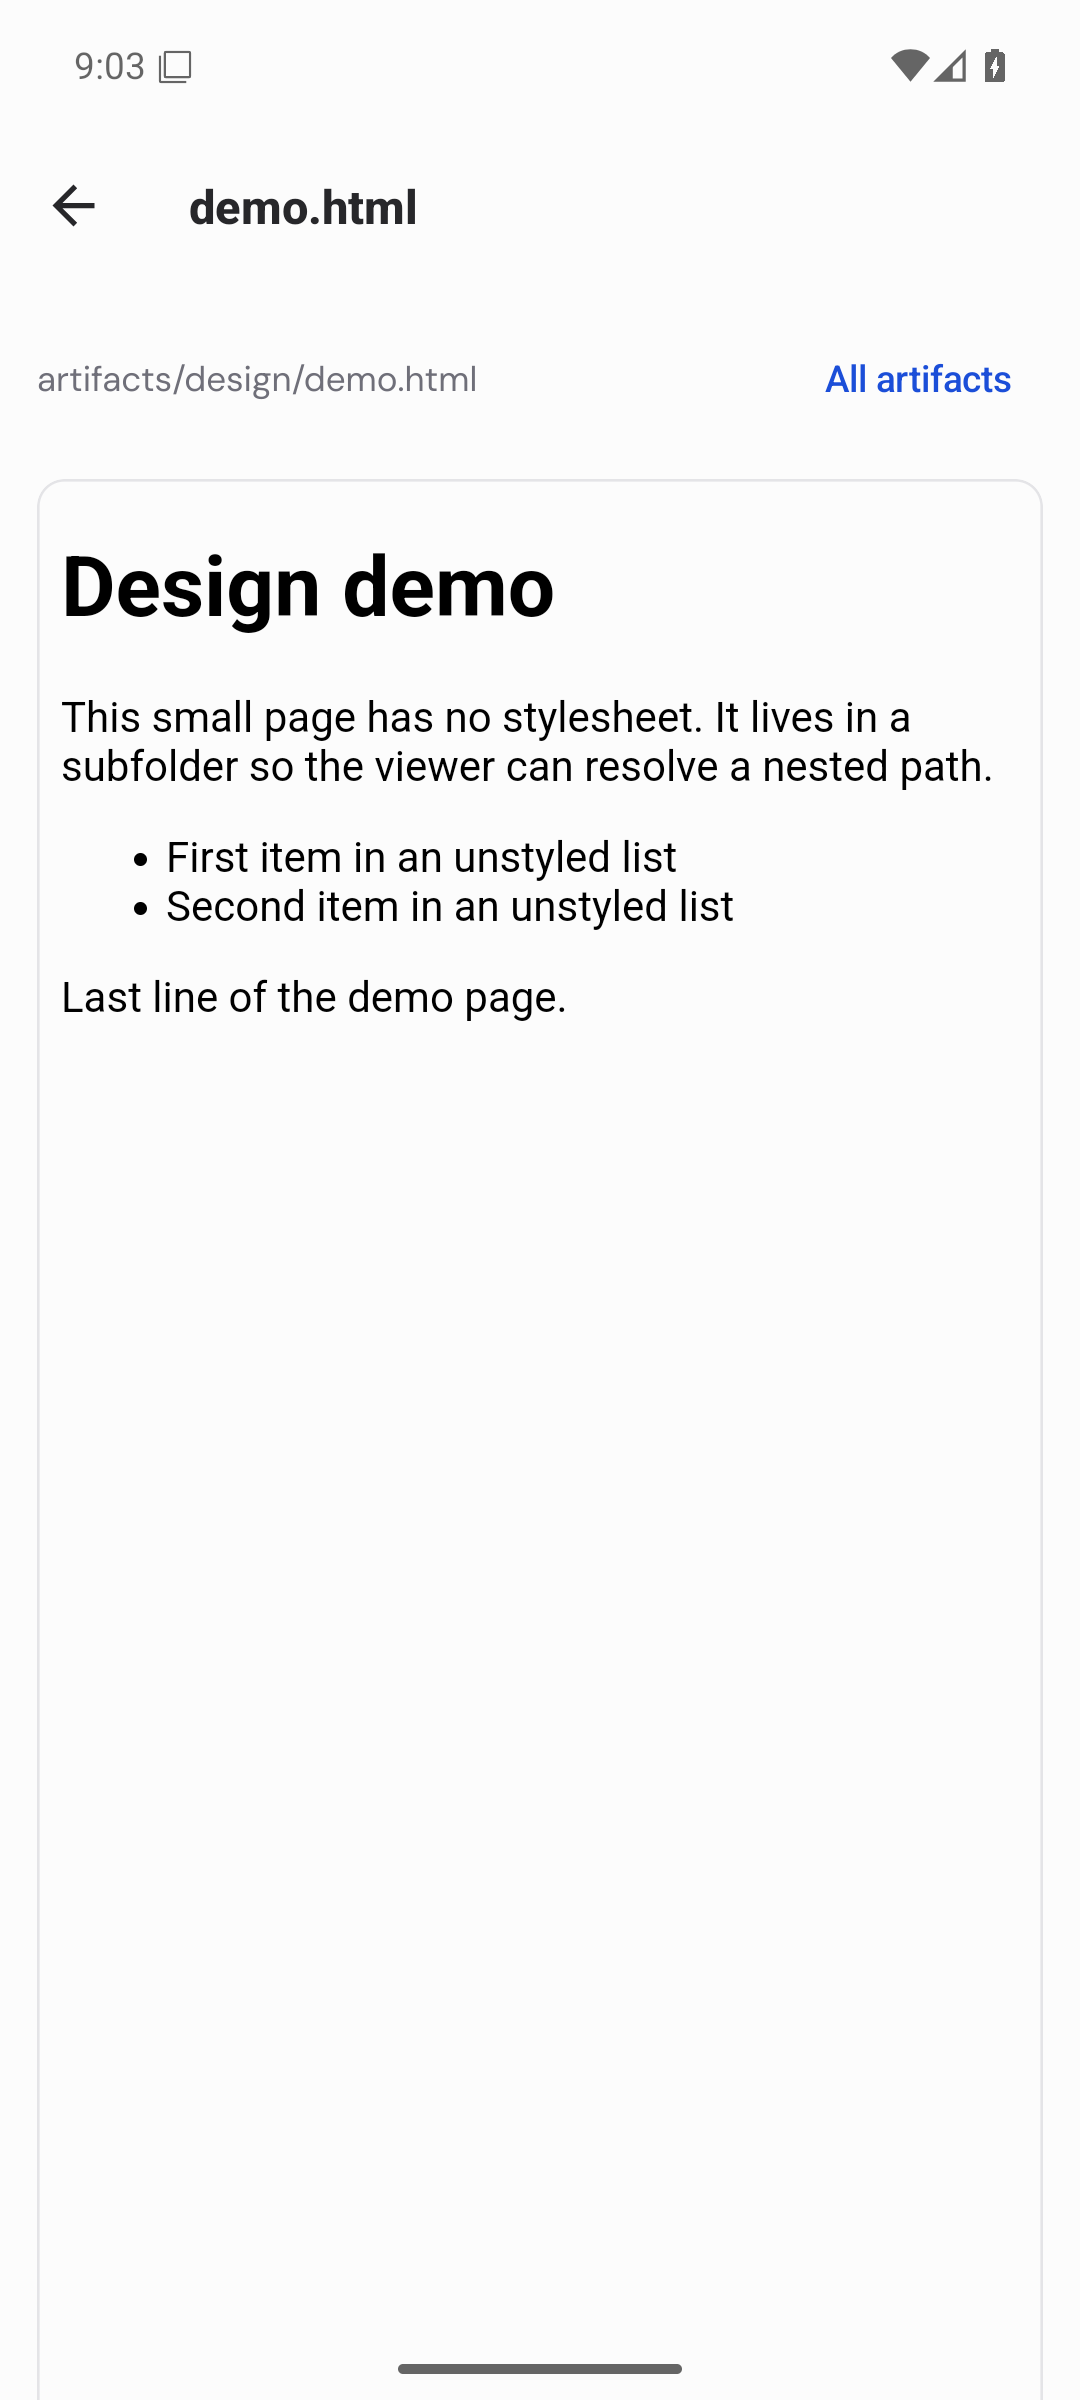 9:03
demo.html
artifacts/design/demo.html
All artifacts
Design demo
This small page has no stylesheet. It lives in a
subfolder so the viewer can resolve a nested path.
• First item in an unstyled list
• Second item in an unstyled list
Last line of the demo page.